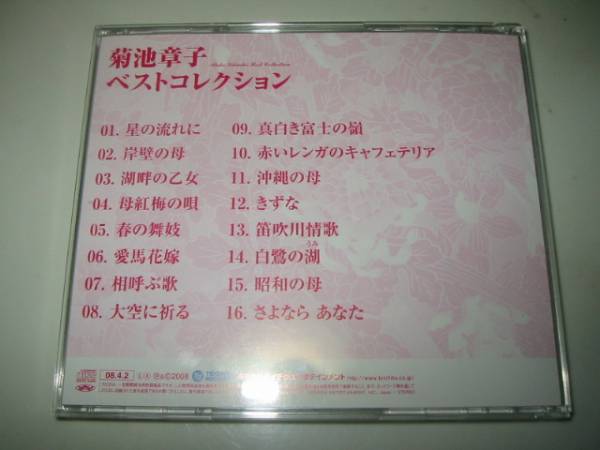 菊池章子
Akiko Kikuchi Best Collection
ベストコレクション
01. 星の流れに
02. 岸壁の母
03. 湖畔の乙女
04. 母紅梅の唄
05. 春の舞妓
06. 愛馬花嫁
07. 相呼ぶ歌
08. 大空に祈る
09. 真白き富士の嶺
10. 赤いレンガのキャフェテリア
11. 沖縄の母
12. きずな
13. 笛吹川情歌
14. 白鷺の湖
うみ
15. 昭和の母
16. さよなら あなた
08.4.2